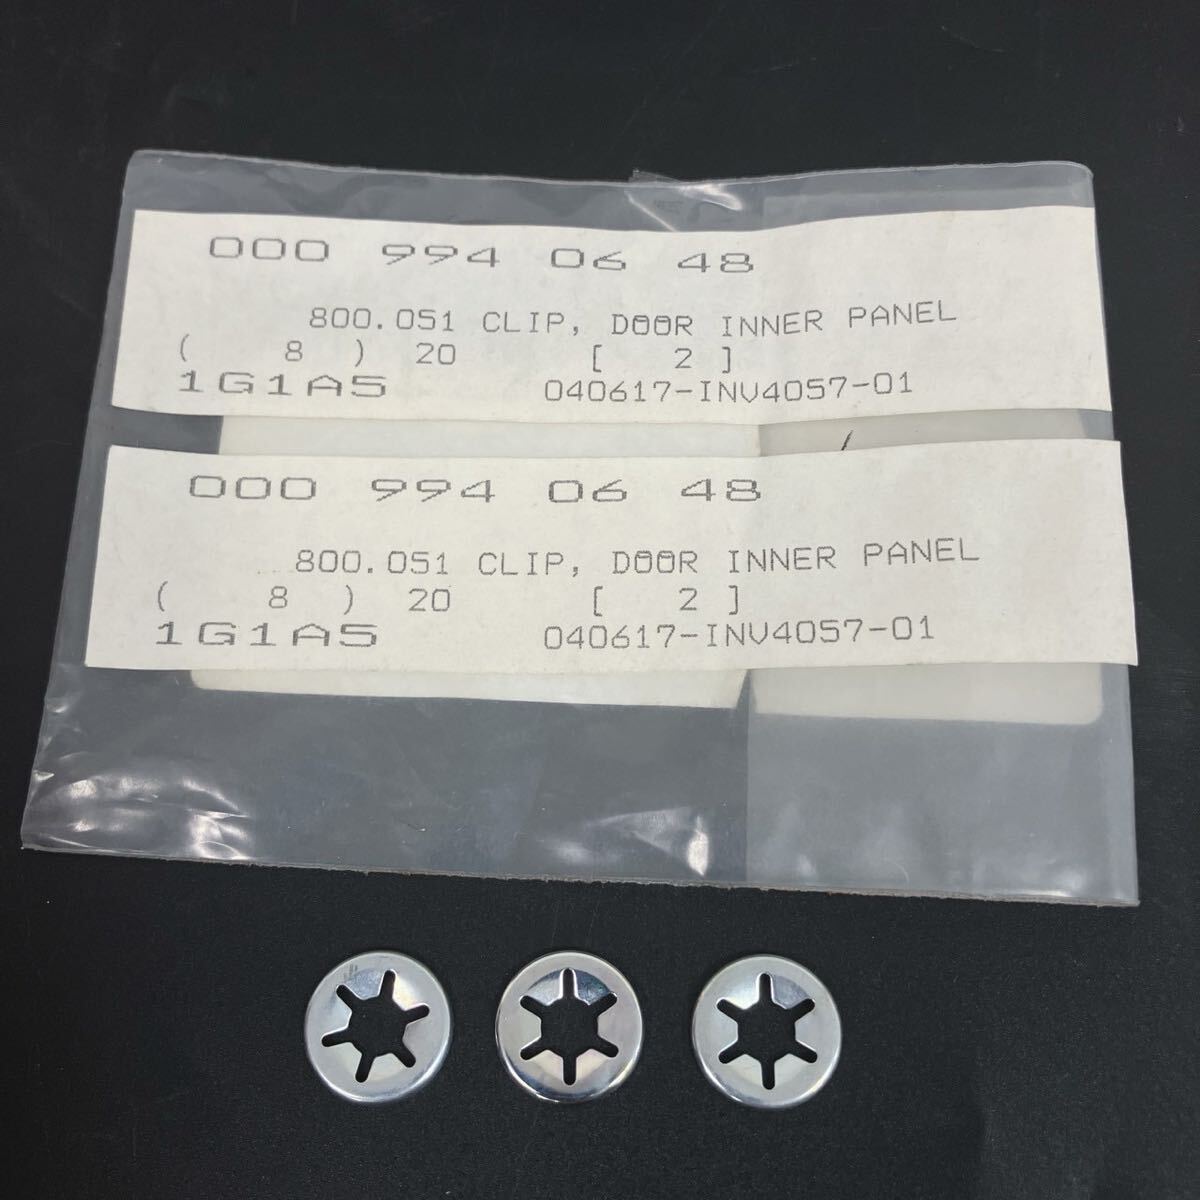 000 994 06 48
800.051 CLIP, DOOR INNER PANEL
( 8 ) 20 [ 2 ]
1G1A5 040617-INV4057-01
000 994 06 48
800.051 CLIP, DOOR INNER PANEL
( 8 ) 20 [ 2 ]
1G1A5 040617-INV4057-01